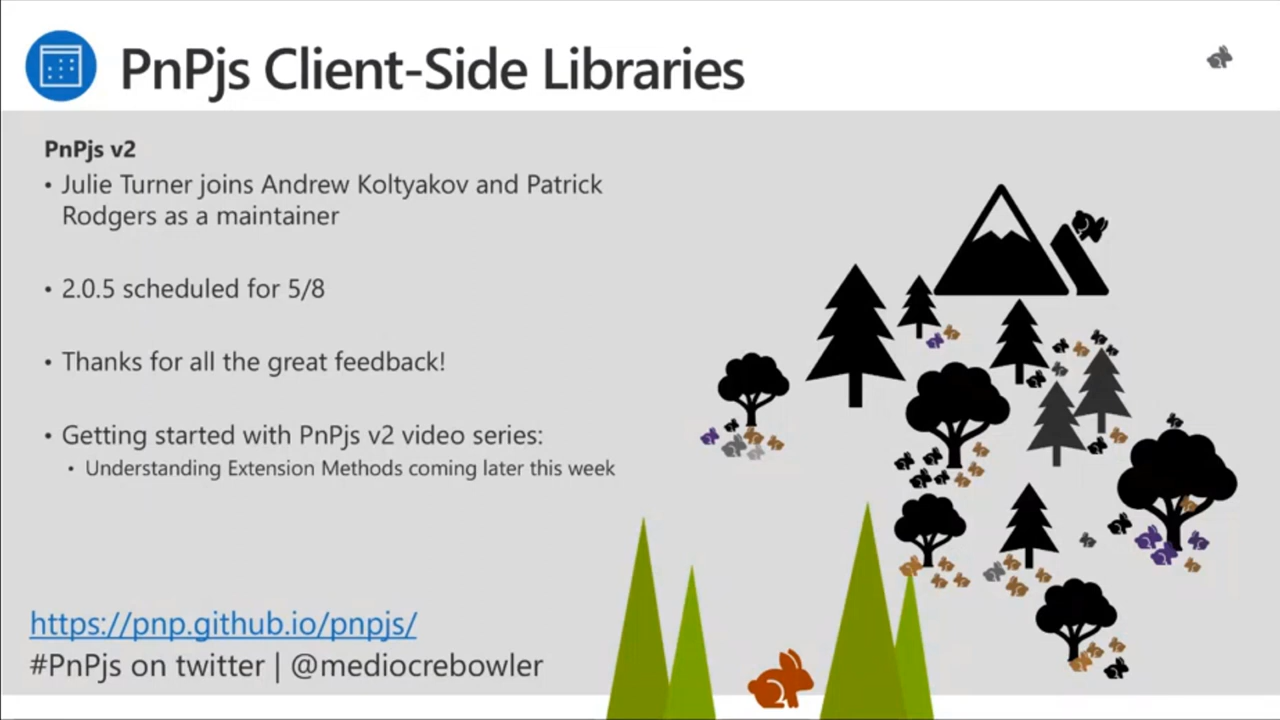 PnPjs Client-Side Libraries
PnPjs v2
• Julie Turner joins Andrew Koltyakov and Patrick
Rodgers as a maintainer
• 2.0.5 scheduled for 5/8
• Thanks for all the great feedback!
• Getting started with PnPjs v2 video series:
• Understanding Extension Methods coming later this week
https://pnp.github.io/pnpjs/
#PnPjs on twitter | @mediocrebowler